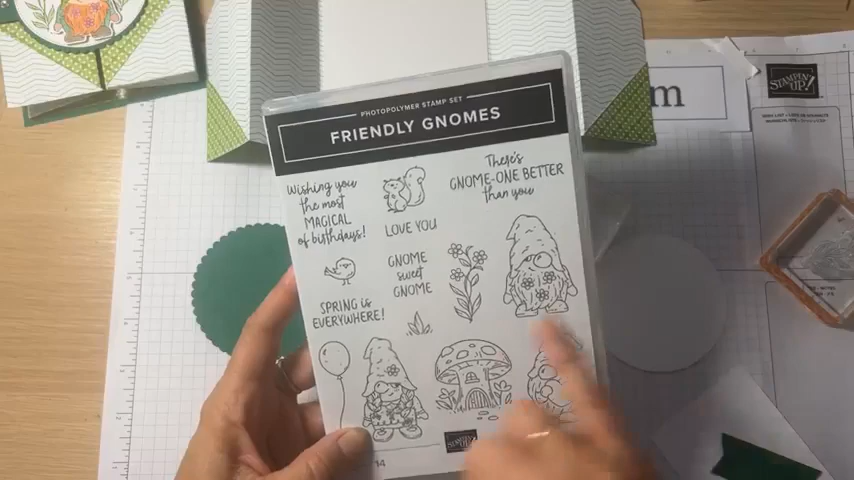 PHOTOPOLYMER STAMP SET
FRIENDLY GNOMES
Wishing you
the most
MAGICAL
of birthdays!
LOVE YOU
There's
GNOME-ONE BETTER
than you
GNOME
sweet
GNOME
SPRING is
EVERYWHERE!
14
STAMPIN' UP!
m